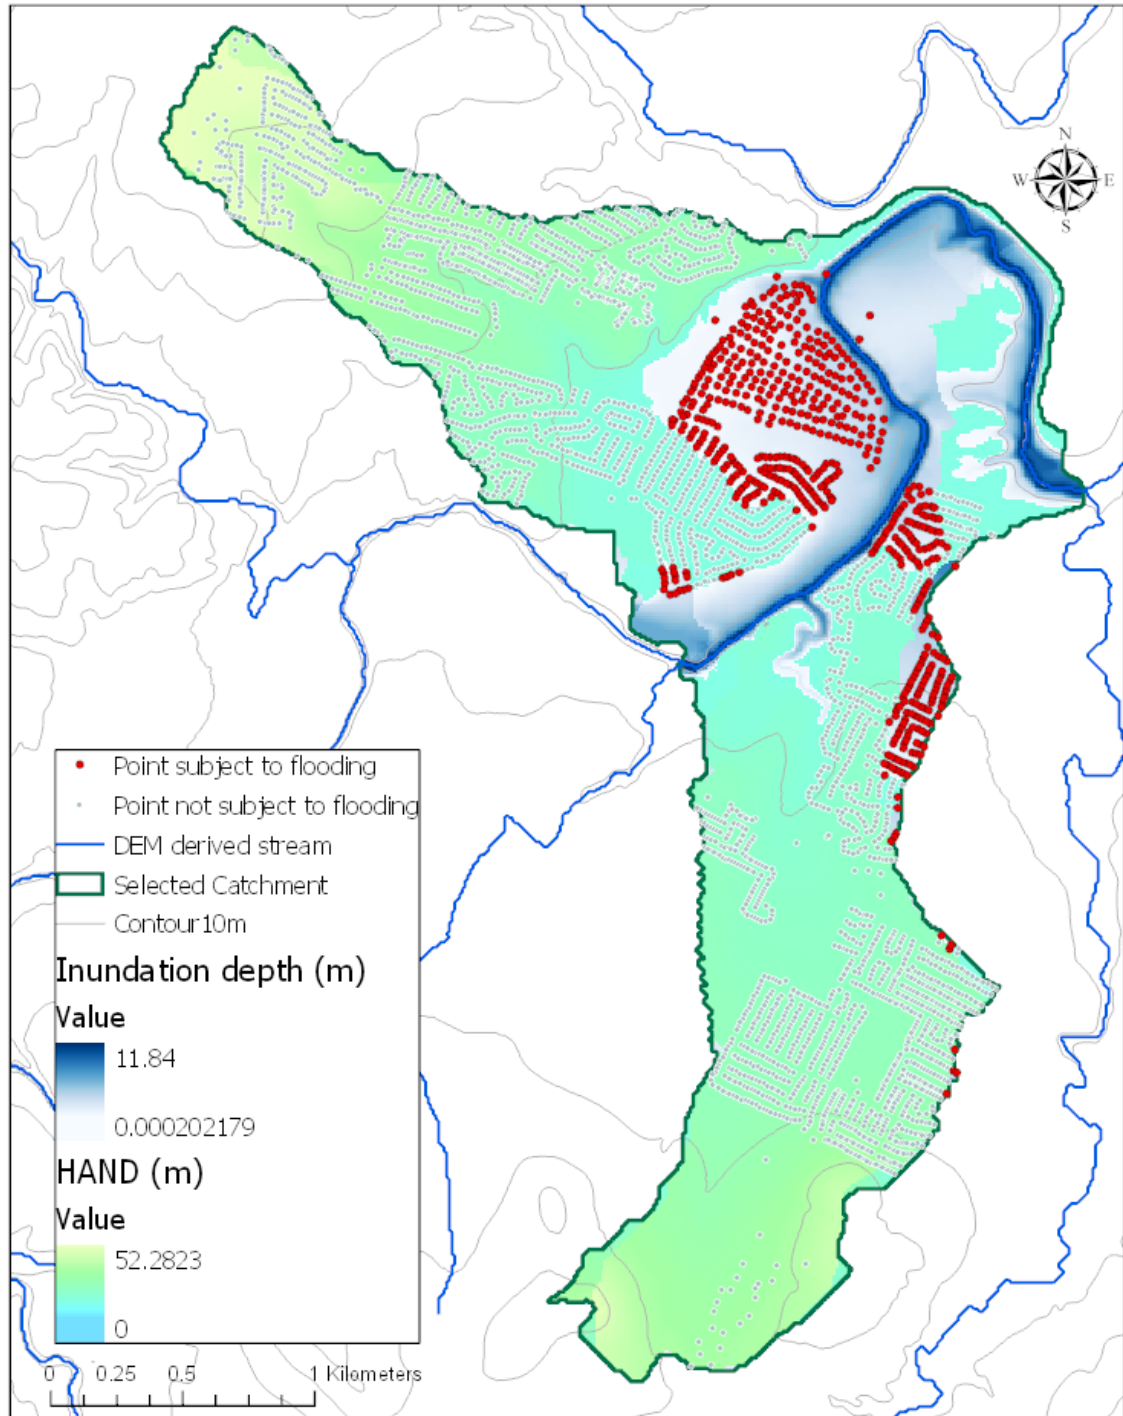 N
W E
S
Point subject to flooding
Point not subject to flooding
DEM derived stream
Selected Catchment
Contour10m
Inundation depth (m)
Value
11.84
0.000202179
HAND (m)
Value
52.2823
0
0 0.25 0.5 1 Kilometers